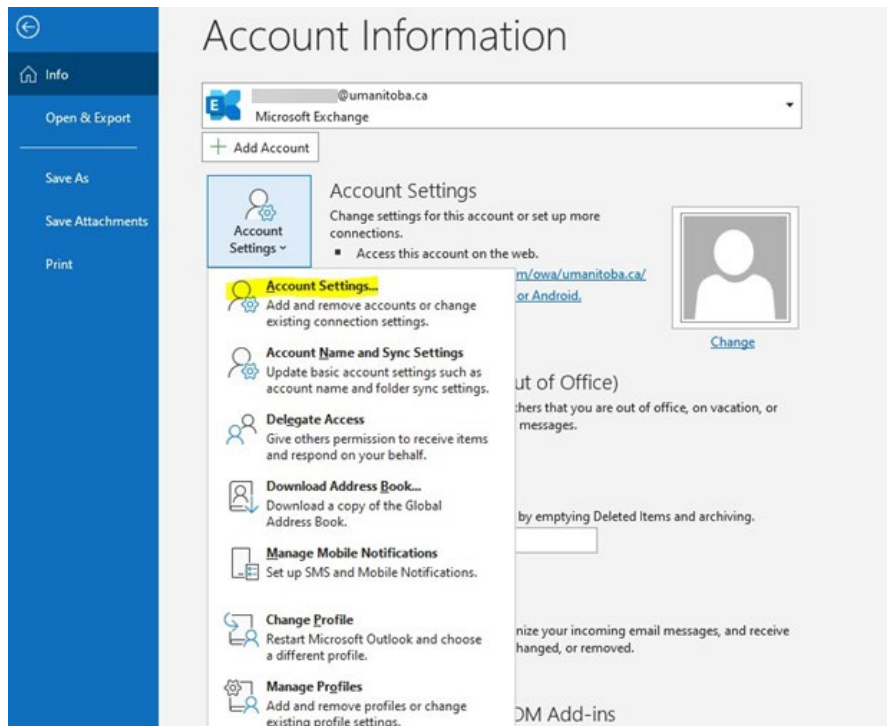 Account Information
Info
@umanitoba.ca
E
Microsoft Exchange
Open & Export
Add Account
Save As
Save Attachments
Print
Account Settings
Account Settings
Change settings for this account or set up more
connections.
Access this account on the web.
m/owa/umanitoba.ca/
or Android.
Change
Account Settings...
Add and remove accounts or change
existing connection settings.
Account Name and Sync Settings
Update basic account settings such as
account name and folder sync settings.
Delegate Access
Give others permission to receive items
and respond on your behalf.
Download Address Book...
Download a copy of the Global
Address Book.
Manage Mobile Notifications
Set up SMS and Mobile Notifications.
Change Profile
Restart Microsoft Outlook and choose
a different profile.
Manage Profiles
Add and remove profiles or change
existing profile settings.
ut of Office)
hers that you are out of office, on vacation, or
messages.
by emptying Deleted Items and archiving.
nize your incoming email messages, and receive
hanged, or removed.
OM Add-ins